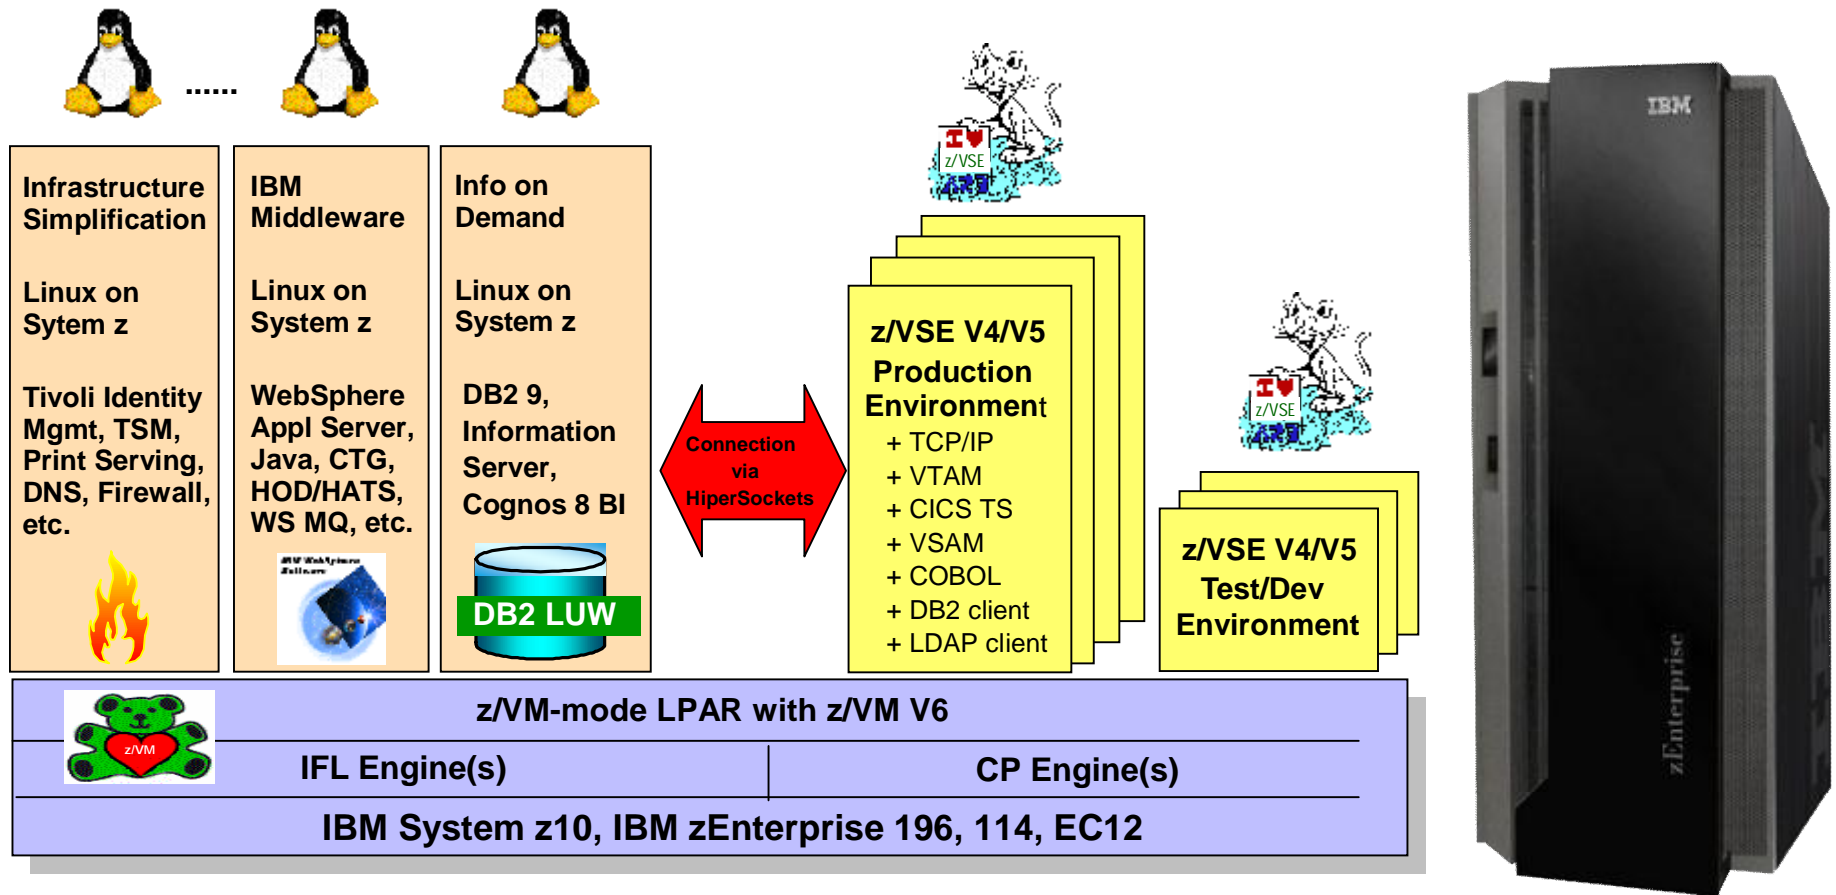 ......
Infrastructure
Simplification
Linux on
Sytem z
Tivoli Identity
Mgmt, TSM,
Print Serving,
DNS, Firewall,
etc.
IBM
Middleware
Linux on
System z
WebSphere
Appl Server,
Java, CTG,
HOD/HATS,
WS MQ, etc.
IBM WebSphere
Software
Info on
Demand
Linux on
System z
DB2 9,
Information
Server,
Cognos 8 BI
DB2 LUW
Connection
via
HiperSockets
I ♥
z/VSE
z/VSE V4/V5
Production
Environment
+ TCP/IP
+ VTAM
+ CICS TS
+ VSAM
+ COBOL
+ DB2 client
+ LDAP client
I ♥
z/VSE
z/VSE V4/V5
Test/Dev
Environment
z/VM
z/VM-mode LPAR with z/VM V6
IFL Engine(s)
CP Engine(s)
IBM System z10, IBM zEnterprise 196, 114, EC12
IBM
zEnterprise